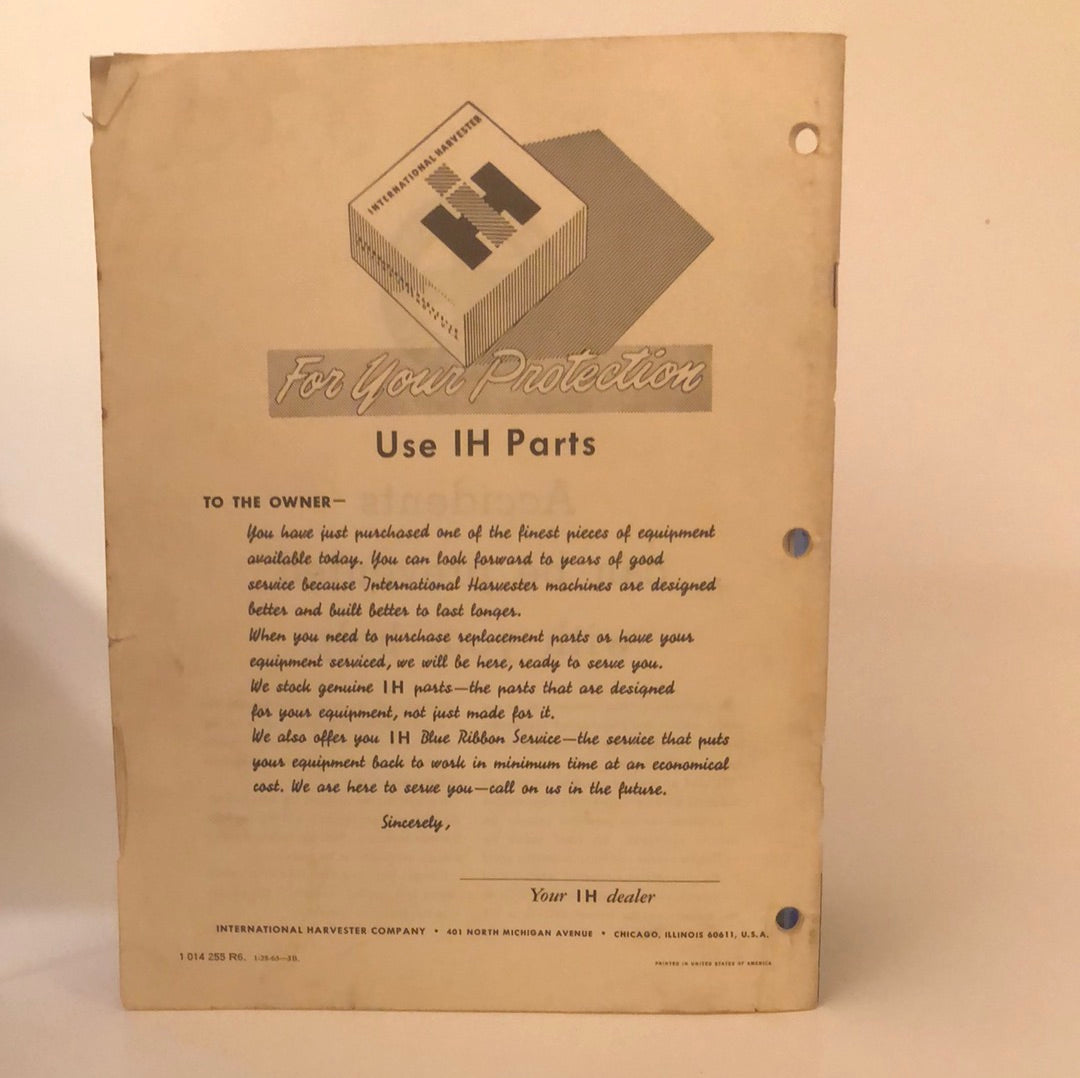 INTERNATIONAL HARVESTER
IH
For Your Protection
Use IH Parts
TO THE OWNER—
You have just purchased one of the finest pieces of equipment
available today. You can look forward to years of good
service because International Harvester machines are designed
better and built better to last longer.
When you need to purchase replacement parts or have your
equipment serviced, we will be here, ready to serve you.
We stock genuine IH parts—the parts that are designed
for your equipment, not just made for it.
We also offer you IH Blue Ribbon Service—the service that puts
your equipment back to work in minimum time at an economical
cost. We are here to serve you—call on us in the future.
Sincerely,
Your IH dealer
INTERNATIONAL HARVESTER COMPANY • 401 NORTH MICHIGAN AVENUE • CHICAGO, ILLINOIS 60611, U.S.A.
1 014 255 R6. 1-28-65—3B.
PRINTED IN UNITED STATES OF AMERICA